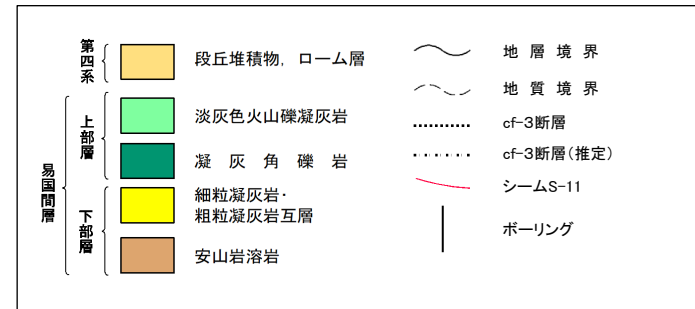 第四系
段丘堆積物，ローム層
易国間層
上部層
淡灰色火山礫凝灰岩
凝灰角礫岩
下部層
細粒凝灰岩・
粗粒凝灰岩互層
安山岩溶岩
地層境界
地質境界
cf-3断層
cf-3断層(推定)
シームS-11
ボーリング